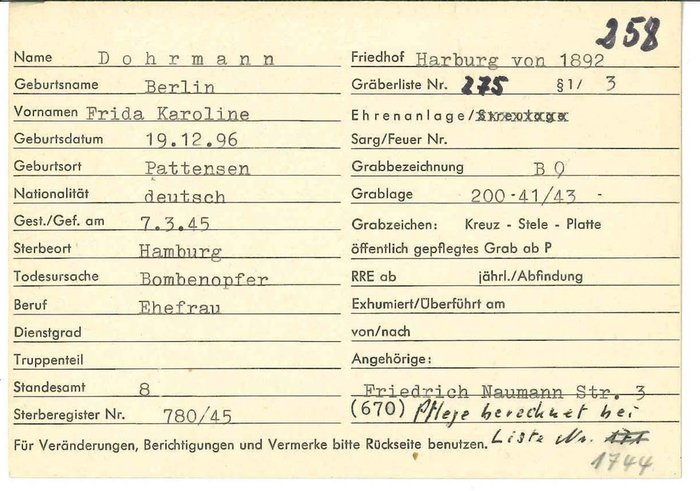 258
Name Dohrmann
Geburtsname Berlin
Vornamen Frida Karoline
Geburtsdatum 19.12.96
Geburtsort Pattensen
Nationalität deutsch
Gest./Gef. am 7.3.45
Sterbeort Hamburg
Todesursache Bombenopfer
Beruf Ehefrau
Dienstgrad
Truppenteil
Standesamt 8
Sterberegister Nr. 780/45
Friedhof Harburg von 1892
Gräberliste Nr. 275 §1/ 3
Ehrenanlage/
Sarg/Feuer Nr.
Grabbezeichnung B 9
Grablage 200-41/43 -
Grabzeichen: Kreuz - Stele - Platte
öffentlich gepflegtes Grab ab P
RRE ab jährl./Abfindung
Exhumiert/Überführt am
von/nach
Angehörige:
Friedrich Naumann Str. 3
(670) Pflege berechnet bei
Liste Nr.
1744
Für Veränderungen, Berichtigungen und Vermerke bitte Rückseite benutzen.